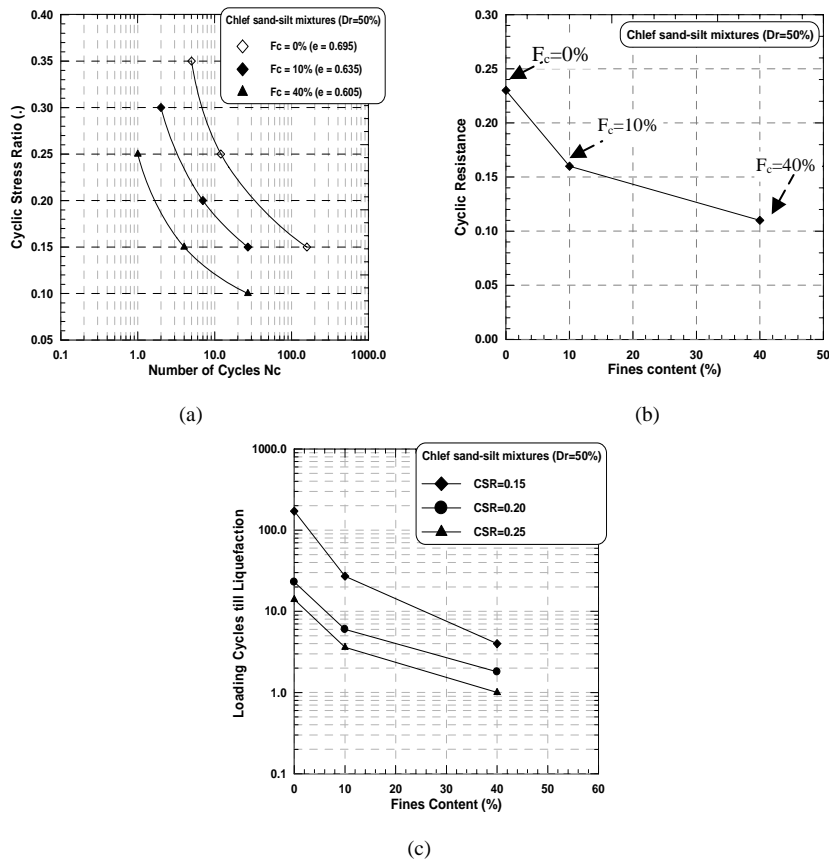 Chlef sand-silt mixtures (Dr=50%)
Fc = 0% (e = 0.695)
Fc = 10% (e = 0.635)
Fc = 40% (e = 0.605)
0.40
0.35
0.30
0.25
0.20
0.15
0.10
0.05
Cyclic Stress Ratio (.)
0.1
1.0
10.0
100.0
1000.0
Number of Cycles Nc
(a)
Chlef sand-silt mixtures (Dr=50%)
Fc=0%
Fc=10%
Fc=40%
0.30
0.25
0.20
0.15
0.10
0.05
0.00
Cyclic Resistance
0
10
20
30
40
50
Fines content (%)
(b)
Chlef sand-silt mixtures (Dr=50%)
CSR=0.15
CSR=0.20
CSR=0.25
1000.0
100.0
10.0
1.0
0.1
Loading Cycles till Liquefaction
0
10
20
30
40
50
60
Fines Content (%)
(c)